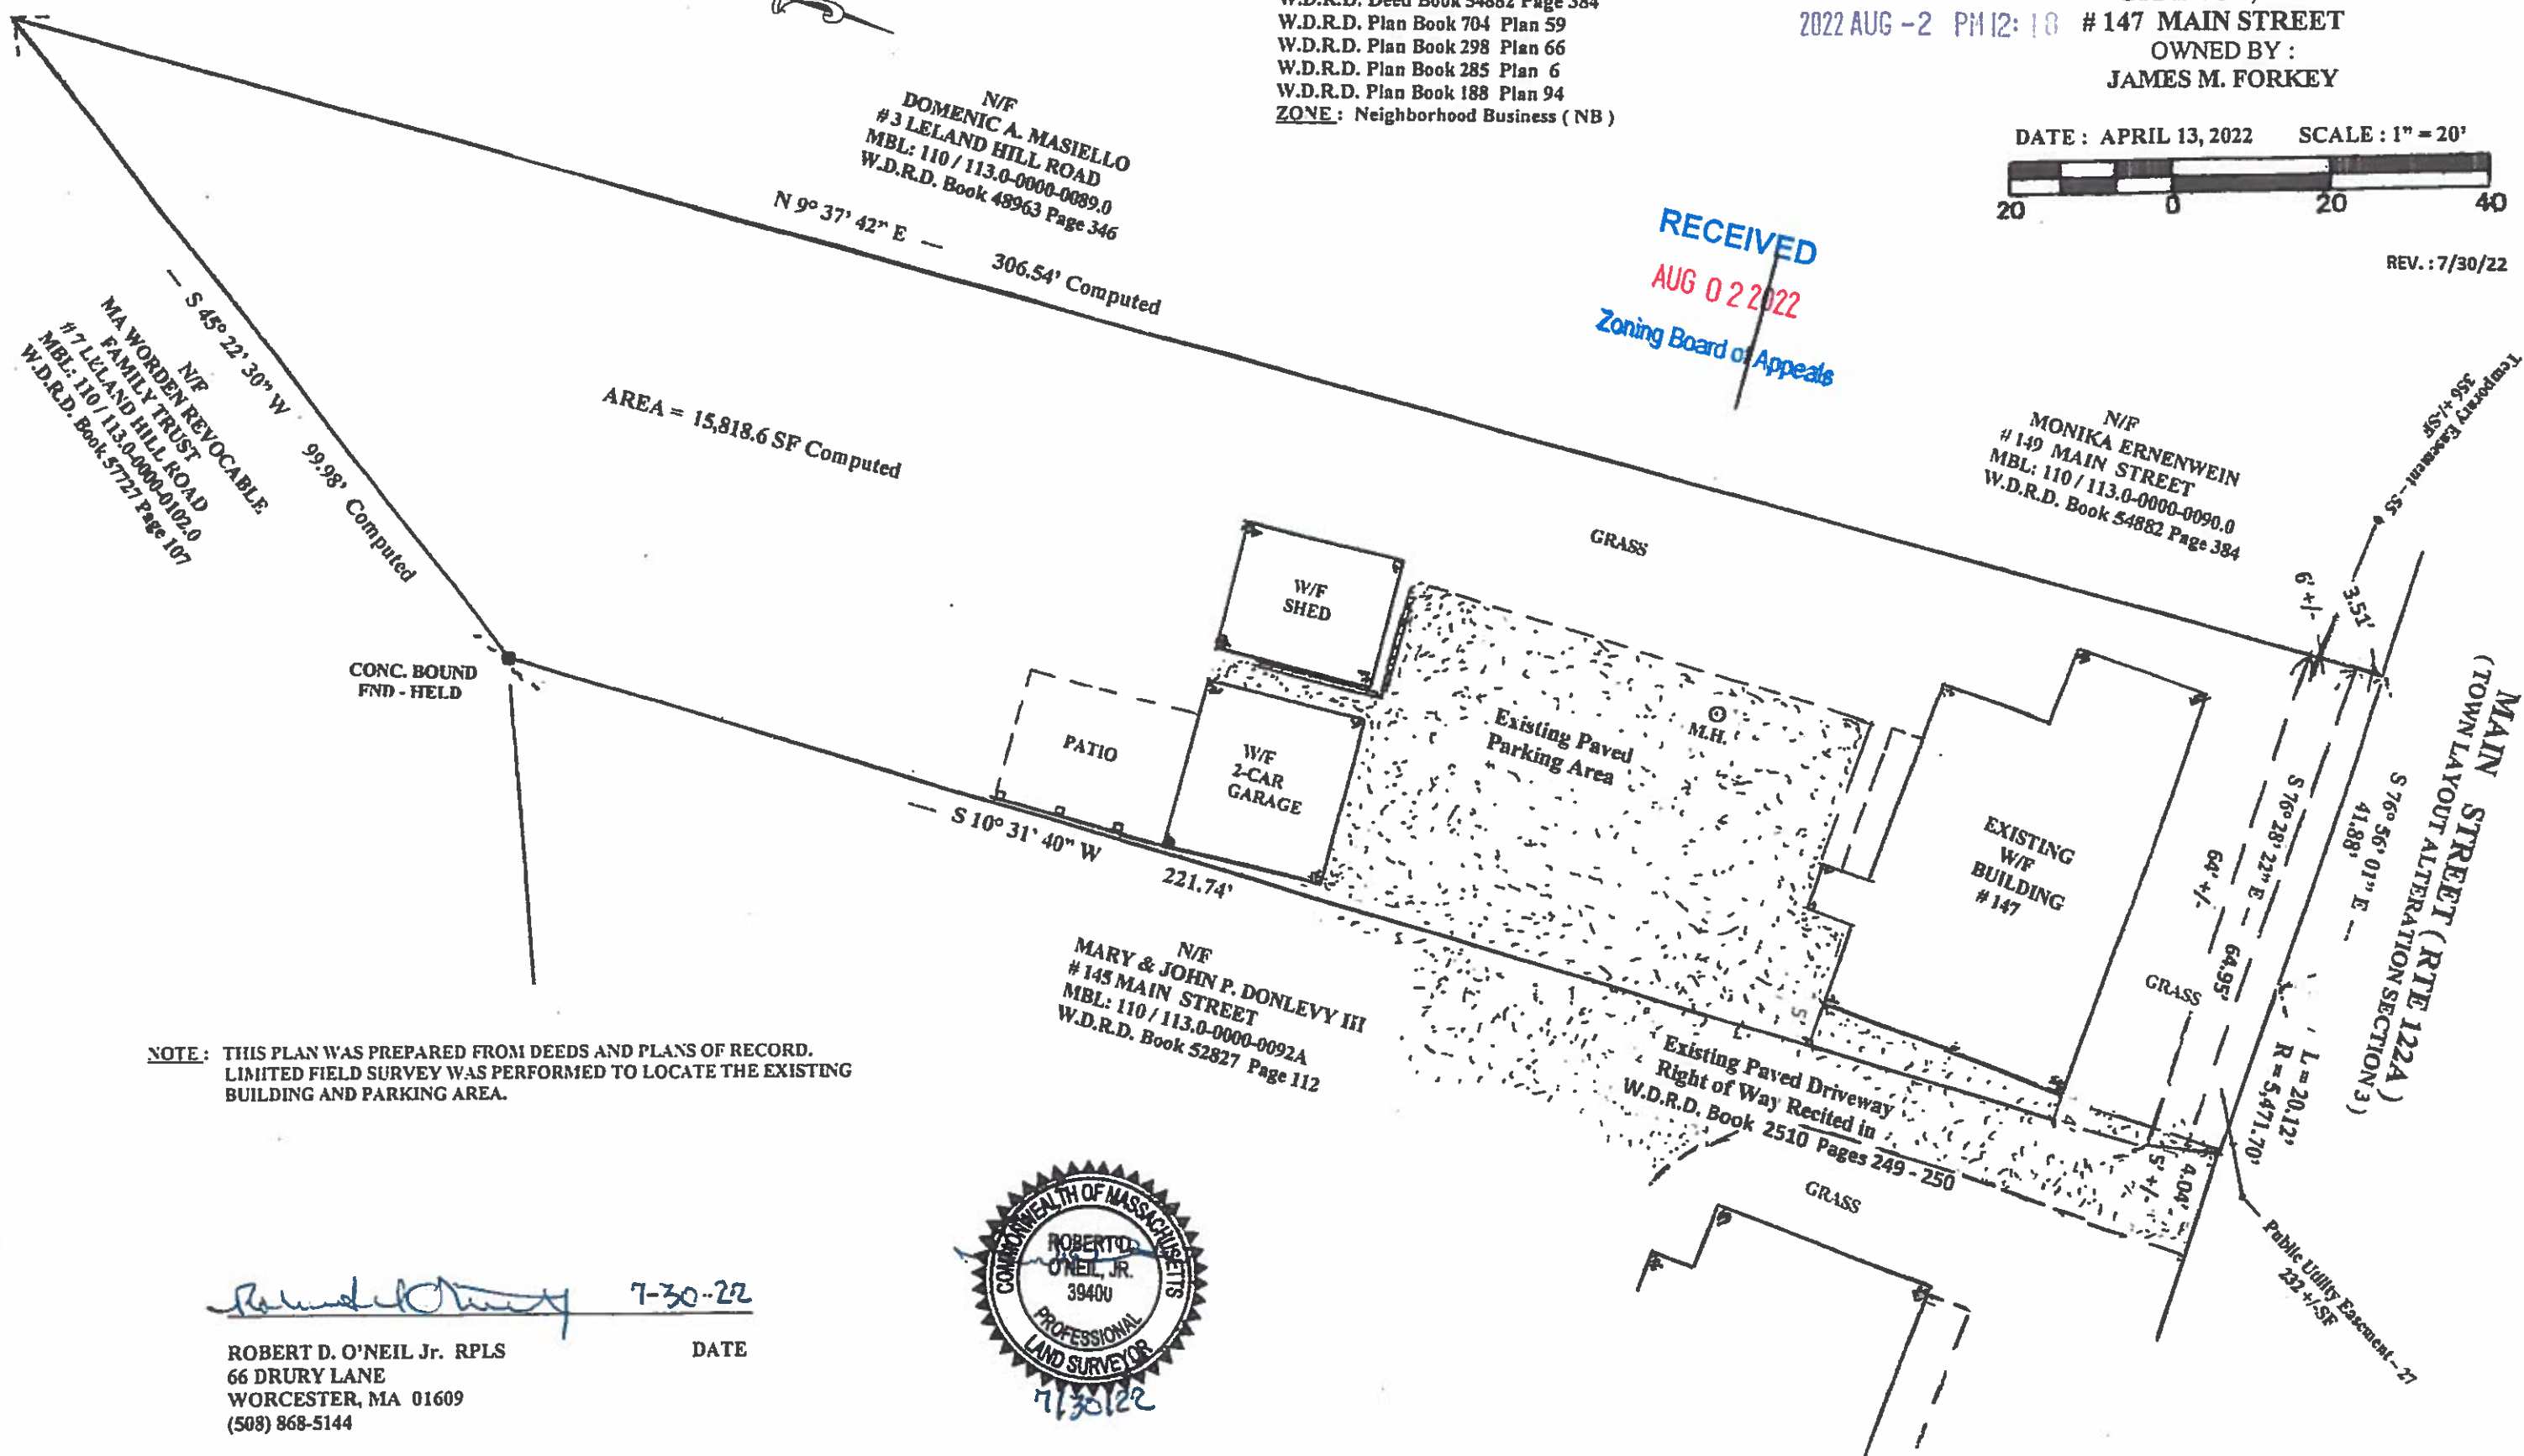 W.D.R.D. Deed Book 54882 Page 384
W.D.R.D. Plan Book 704 Plan 59
W.D.R.D. Plan Book 298 Plan 66
W.D.R.D. Plan Book 285 Plan 6
W.D.R.D. Plan Book 188 Plan 94
ZONE : Neighborhood Business ( NB )
2022 AUG -2 PM 12: 18
# 147 MAIN STREET
OWNED BY :
JAMES M. FORKEY
DATE : APRIL 13, 2022 SCALE : 1" = 20'
20 0 20 40
REV. : 7/30/22
RECEIVED
AUG 02 2022
Zoning Board of Appeals
N/F
DOMENIC A. MASIELLO
# 3 LELAND HILL ROAD
MBL: 110 / 113.0-0000-0089.0
W.D.R.D. Book 48963 Page 346
N 9° 37' 42" E — 306.54' Computed
— S 45° 22' 30" W 99.98' Computed
N/F
MA WORDEN REVOCABLE
FAMILY TRUST
# 7 LELAND HILL ROAD
MBL: 110 / 113.0-0000-0102.0
W.D.R.D. Book 57727 Page 107
AREA = 15,818.6 SF Computed
N/F
MONIKA ERNENWEIN
# 149 MAIN STREET
MBL: 110 / 113.0-0000-0090.0
W.D.R.D. Book 54882 Page 384
Temporary Easement - 55
356 +/-SF
6' +/-
3.51'
GRASS
W/F
SHED
CONC. BOUND
FND - HELD
PATIO
W/F
2-CAR
GARAGE
Existing Paved
Parking Area
M.H.
EXISTING
W/F
BUILDING
# 147
MAIN STREET ( RTE 122A )
( TOWN LAYOUT ALTERATION SECTION 3 )
S 76° 56' 01" E --
41.88'
S 76° 28' 22" E -- 64.95'
64' +/-
GRASS
L = 20.12'
R = 5,471.70'
— S 10° 31' 40" W
221.74'
N/F
MARY & JOHN P. DONLEVY III
# 145 MAIN STREET
MBL: 110 / 113.0-0000-0092A
W.D.R.D. Book 52827 Page 112
Existing Paved Driveway
Right of Way Recited in
W.D.R.D. Book 2510 Pages 249 - 250
5
4
5' +/-
4.04'
GRASS
Public Utility Easement - 27
232 +/-SF
NOTE : THIS PLAN WAS PREPARED FROM DEEDS AND PLANS OF RECORD.
LIMITED FIELD SURVEY WAS PERFORMED TO LOCATE THE EXISTING
BUILDING AND PARKING AREA.
7-30-22
ROBERT D. O'NEIL Jr. RPLS DATE
66 DRURY LANE
WORCESTER, MA 01609
(508) 868-5144
COMMONWEALTH OF MASSACHUSETTS
ROBERT D.
O'NEIL, JR.
39400
PROFESSIONAL
LAND SURVEYOR
7/30/22